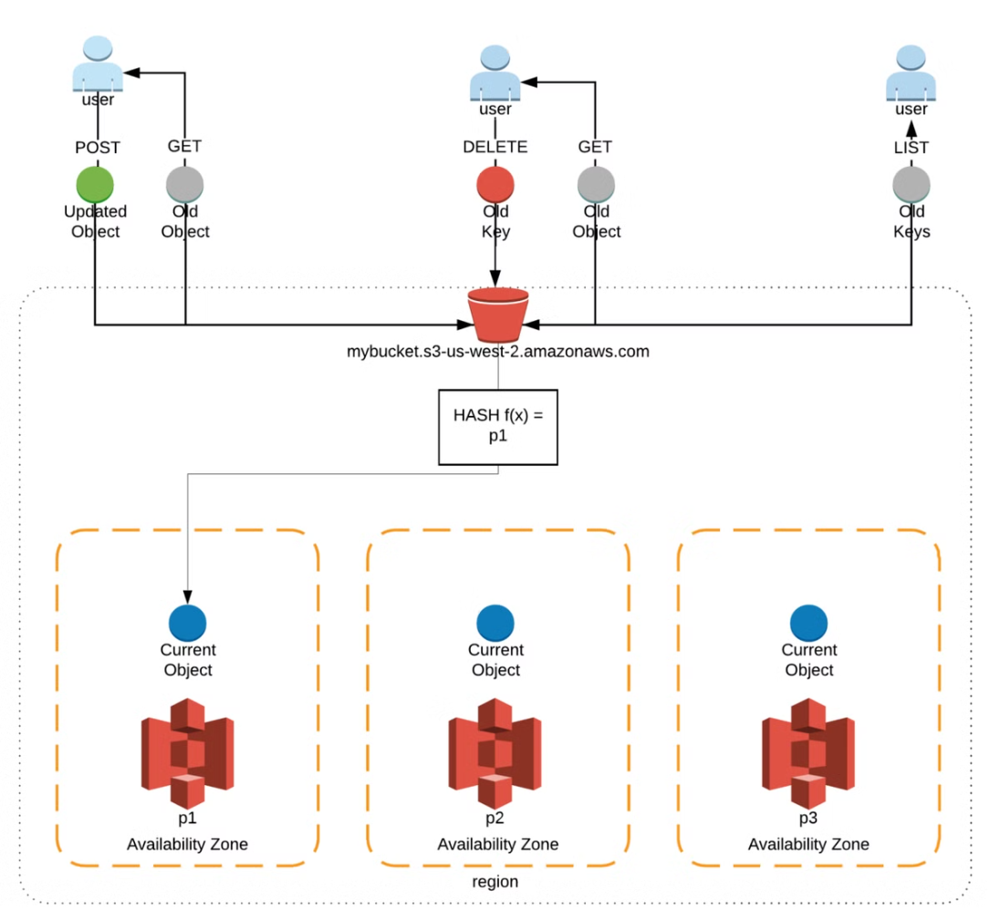 user
user
user
POST
GET
DELETE
GET
LIST
Updated
Object
Old
Object
Old
Key
Old
Object
Old
Keys
mybucket.s3-us-west-2.amazonaws.com
HASH f(x) =
p1
Current
Object
Current
Object
Current
Object
p1
Availability Zone
p2
Availability Zone
p3
Availability Zone
region